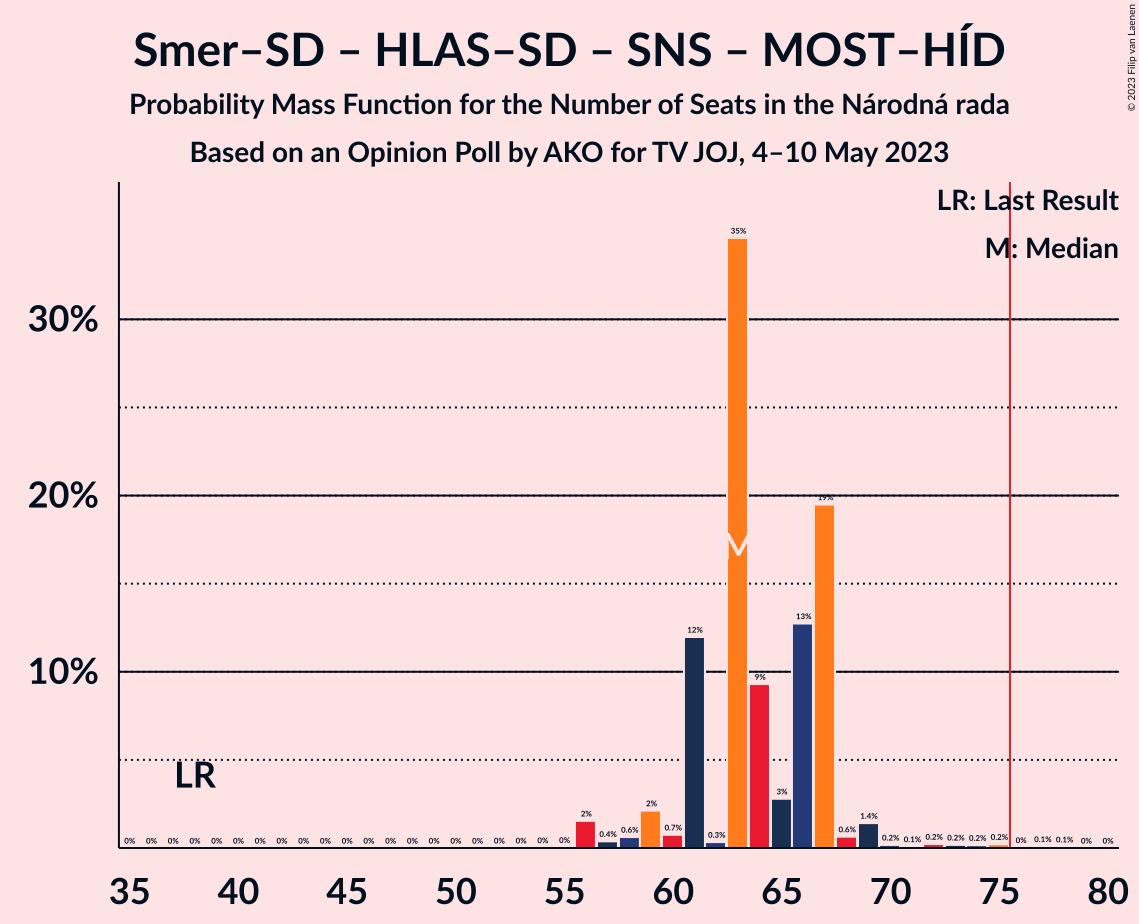 Smer–SD – HLAS–SD – SNS – MOST–HÍD
Probability Mass Function for the Number of Seats in the Národná rada
Based on an Opinion Poll by AKO for TV JOJ, 4–10 May 2023
© 2023 Filip van Laenen
LR: Last Result
M: Median
30%
20%
10%
LR
M
0% 0% 0% 0% 0% 0% 0% 0% 0% 0% 0% 0% 0% 0% 0% 0% 0% 0% 0% 0% 0% 2% 0.4% 0.6% 2% 0.7% 12% 0.3% 35% 9% 3% 13% 19% 0.6% 1.4% 0.2% 0.1% 0.2% 0.2% 0.2% 0.2% 0% 0.1% 0.1% 0% 0%
35 40 45 50 55 60 65 70 75 80